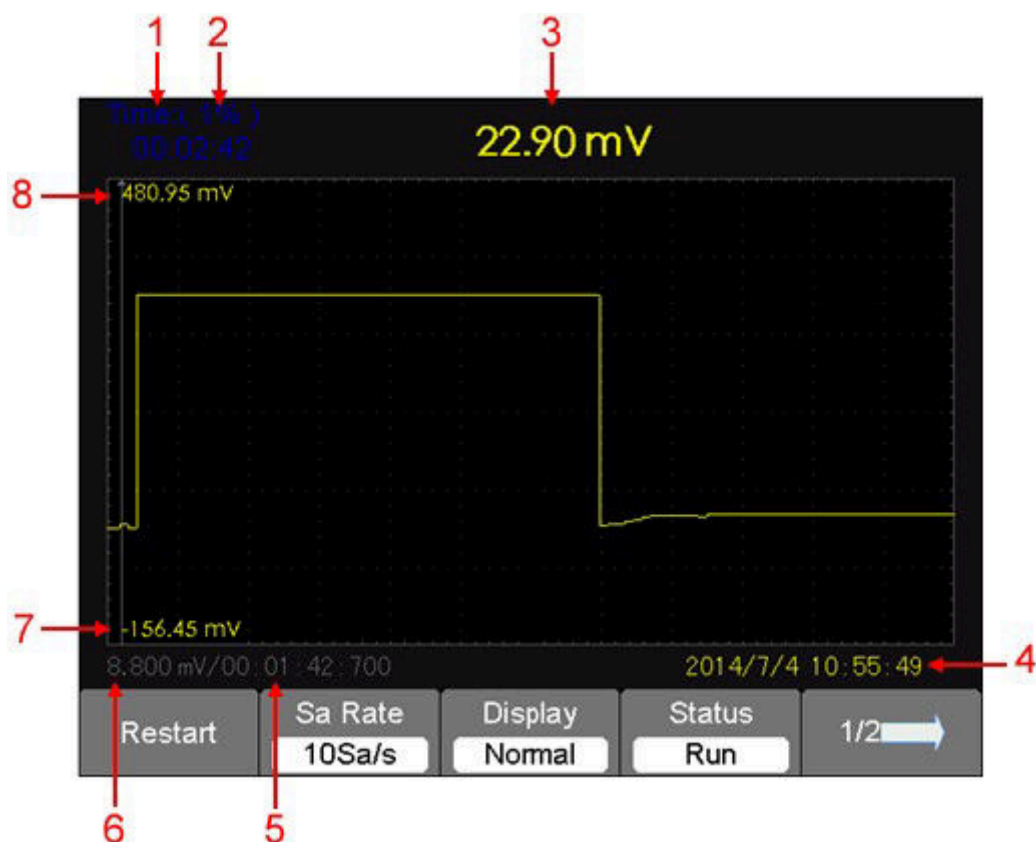 1 2 3
Time:( 1% )
00:02:42
22.90 mV
8
480.95 mV
7
-156.45 mV
8.800 mV/00:01:42:700
2014/7/4 10:55:49
4
Restart
Sa Rate
10Sa/s
Display
Normal
Status
Run
1/2
6 5